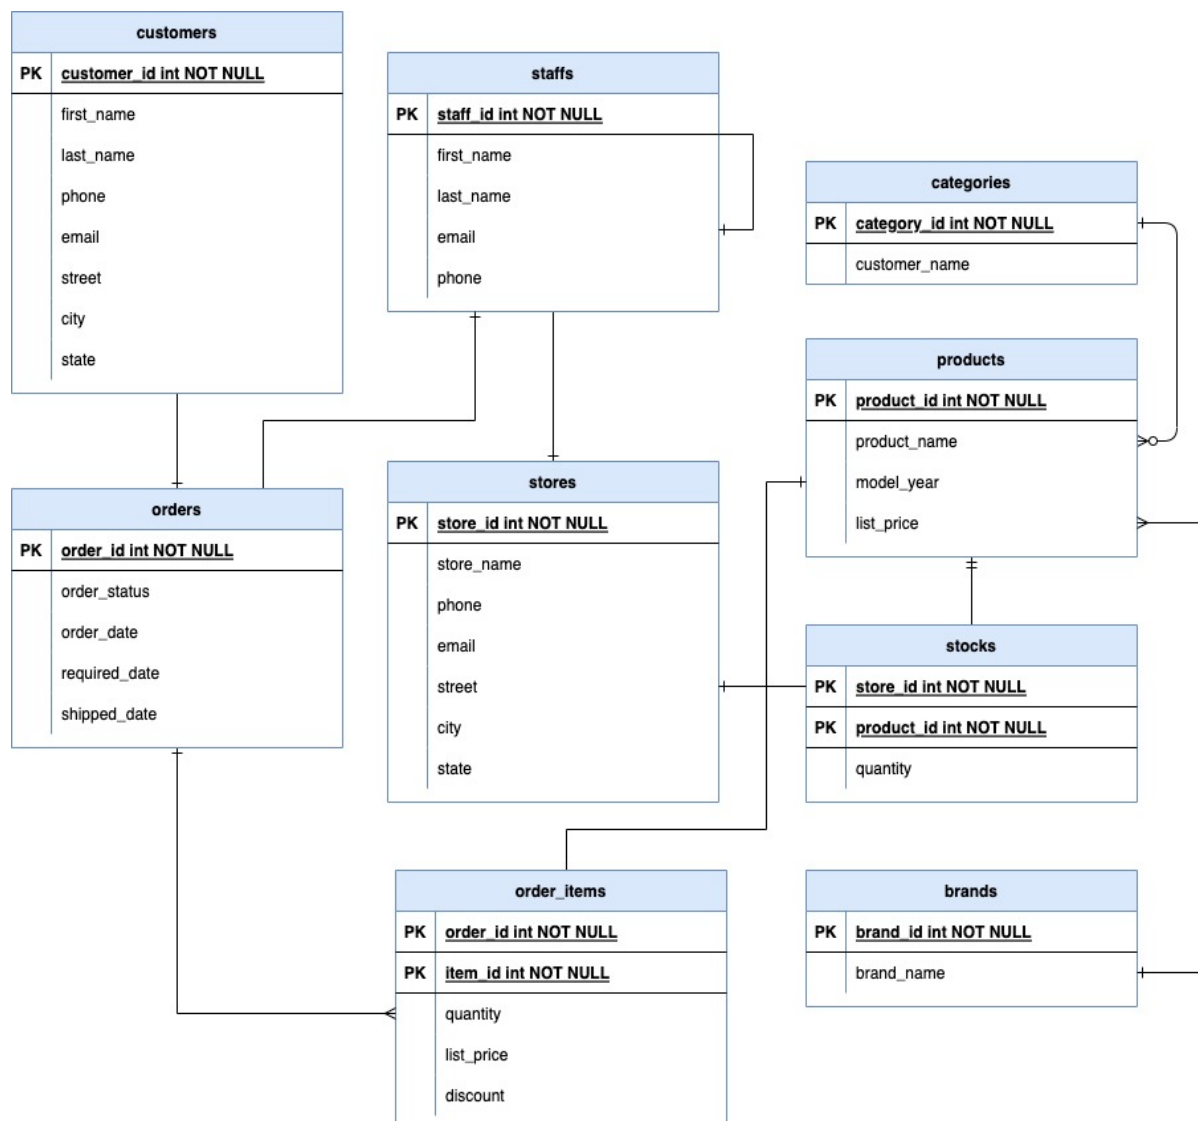 customers
PK customer_id int NOT NULL
first_name
last_name
phone
email
street
city
state
staffs
PK staff_id int NOT NULL
first_name
last_name
email
phone
categories
PK category_id int NOT NULL
customer_name
products
PK product_id int NOT NULL
product_name
model_year
list_price
orders
PK order_id int NOT NULL
order_status
order_date
required_date
shipped_date
stores
PK store_id int NOT NULL
store_name
phone
email
street
city
state
stocks
PK store_id int NOT NULL
PK product_id int NOT NULL
quantity
order_items
PK order_id int NOT NULL
PK item_id int NOT NULL
quantity
list_price
discount
brands
PK brand_id int NOT NULL
brand_name